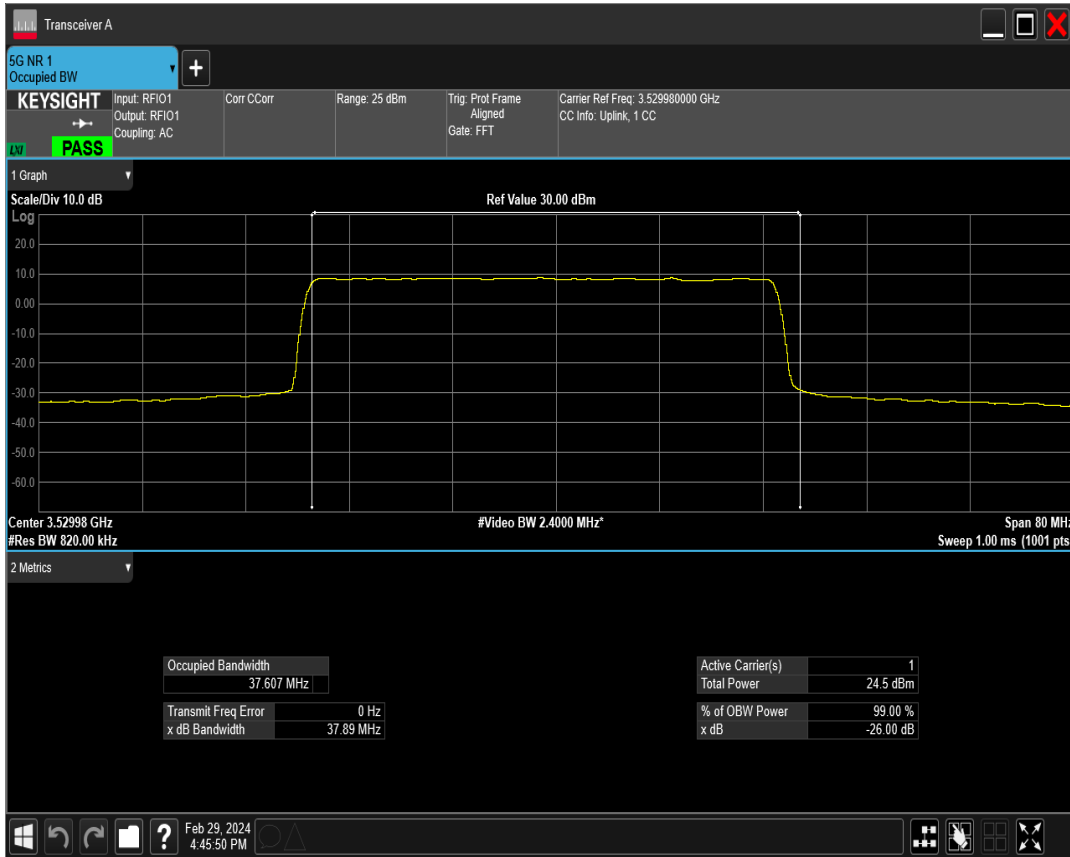 Transceiver A
5G NR 1
Occupied BW
+
KEYSIGHT
LXI
PASS
Input: RFIO1
Output: RFIO1
Coupling: AC
Corr CCorr
Range: 25 dBm
Trig: Prot Frame
Aligned
Gate: FFT
Carrier Ref Freq: 3.529980000 GHz
CC Info: Uplink, 1 CC
1 Graph
Scale/Div 10.0 dB
Ref Value 30.00 dBm
Log
20.0
10.0
0.00
-10.0
-20.0
-30.0
-40.0
-50.0
-60.0
Center 3.52998 GHz
#Video BW 2.4000 MHz*
Span 80 MHz
#Res BW 820.00 kHz
Sweep 1.00 ms (1001 pts
2 Metrics
Occupied Bandwidth
37.607 MHz
Transmit Freq Error 0 Hz
x dB Bandwidth 37.89 MHz
Active Carrier(s) 1
Total Power 24.5 dBm
% of OBW Power 99.00 %
x dB -26.00 dB
?
Feb 29, 2024
4:45:50 PM